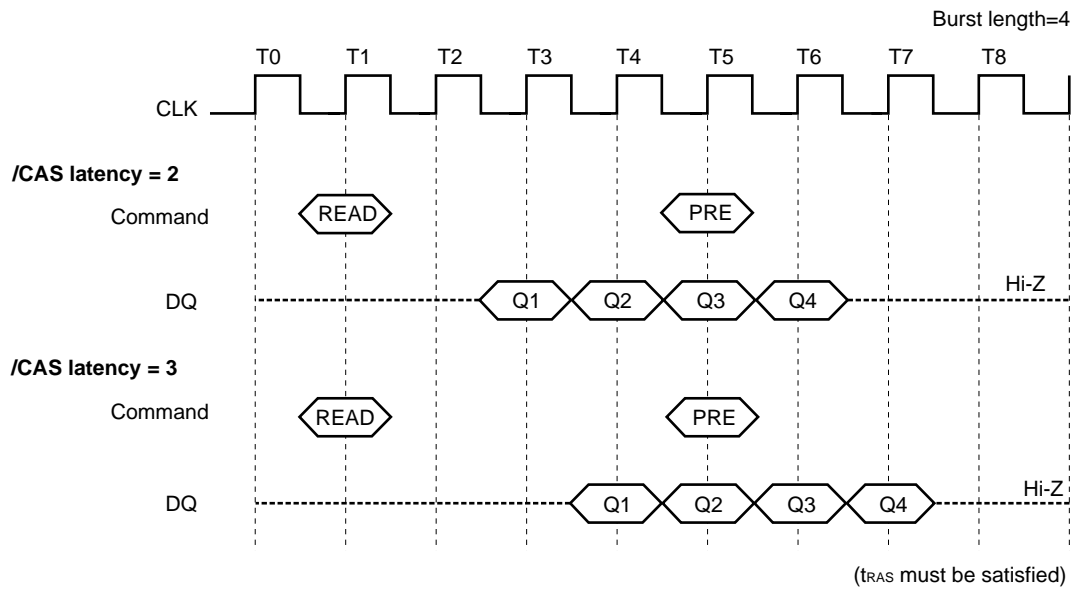 Burst length=4
T0 T1 T2 T3 T4 T5 T6 T7 T8
CLK
/CAS latency = 2
Command READ PRE
DQ Q1 Q2 Q3 Q4 Hi-Z
/CAS latency = 3
Command READ PRE
DQ Q1 Q2 Q3 Q4 Hi-Z
(tRAS must be satisfied)